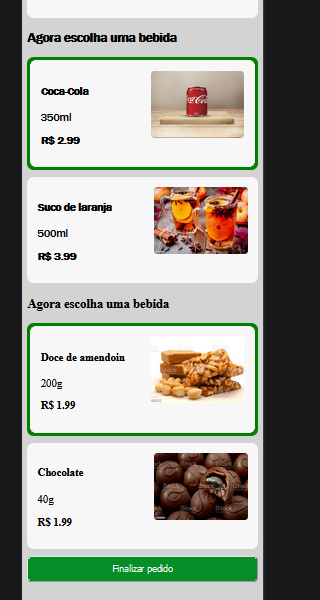 Agora escolha uma bebida
Coca-Cola
350ml
R$ 2.99
Suco de laranja
500ml
R$ 3.99
Agora escolha uma bebida
Doce de amendoin
200g
R$ 1.99
Chocolate
40g
R$ 1.99
Finalizar pedido